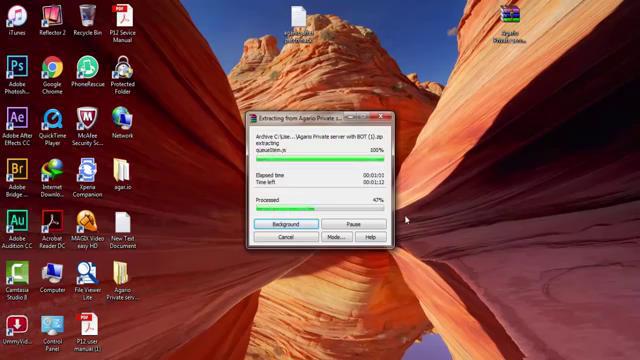 iTunes
Reflector 2
Recycle Bin
P12 Sevice
Manual
Adobe
Photosh...
Google
Chrome
PhoneRescue
Protected
Folder
Adobe After
Effects CC
QuickTime
Player
McAfee
Security Sc...
Network
Adobe
Bridge ...
Internet
Downlo...
Xperia
Companion
agar.io
Adobe
Audition CC
Acrobat
Reader DC
MAGIX Video
easy HD
New Text
Document
Camtasia
Studio 8
Computer
File Viewer
Lite
Agario
Private serv...
UmmyVid...
Control
Panel
P12 user
manual (1)
Agario
Private serv...
Extracting from Agario Private s...
Archive C:\Use...\Agario Private server with BOT (1).zip
extracting
queueItem.js 100%
Elapsed time 00:01:01
Time left 00:01:12
Processed 47%
Background Pause
Cancel Mode... Help